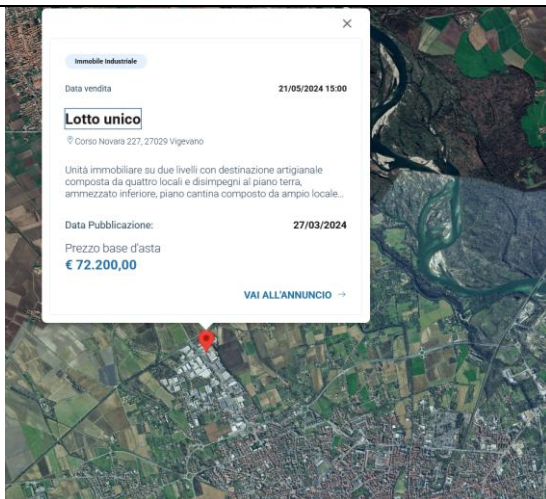 Immobile Industriale
Data vendita 21/05/2024 15:00
Lotto unico
Corso Novara 227, 27029 Vigevano
Unità immobiliare su due livelli con destinazione artigianale
composta da quattro locali e disimpegni al piano terra,
ammezzato inferiore, piano cantina composto da ampio locale...
Data Pubblicazione: 27/03/2024
Prezzo base d'asta
€ 72.200,00
VAI ALL'ANNUNCIO →